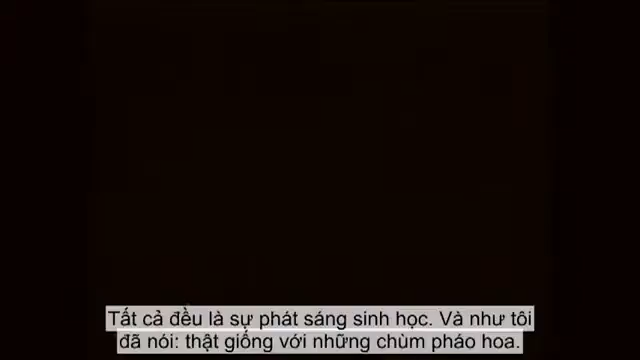 Tất cả đều là sự phát sáng sinh học. Và như tôi
đã nói: thật giống với những chùm pháo hoa.